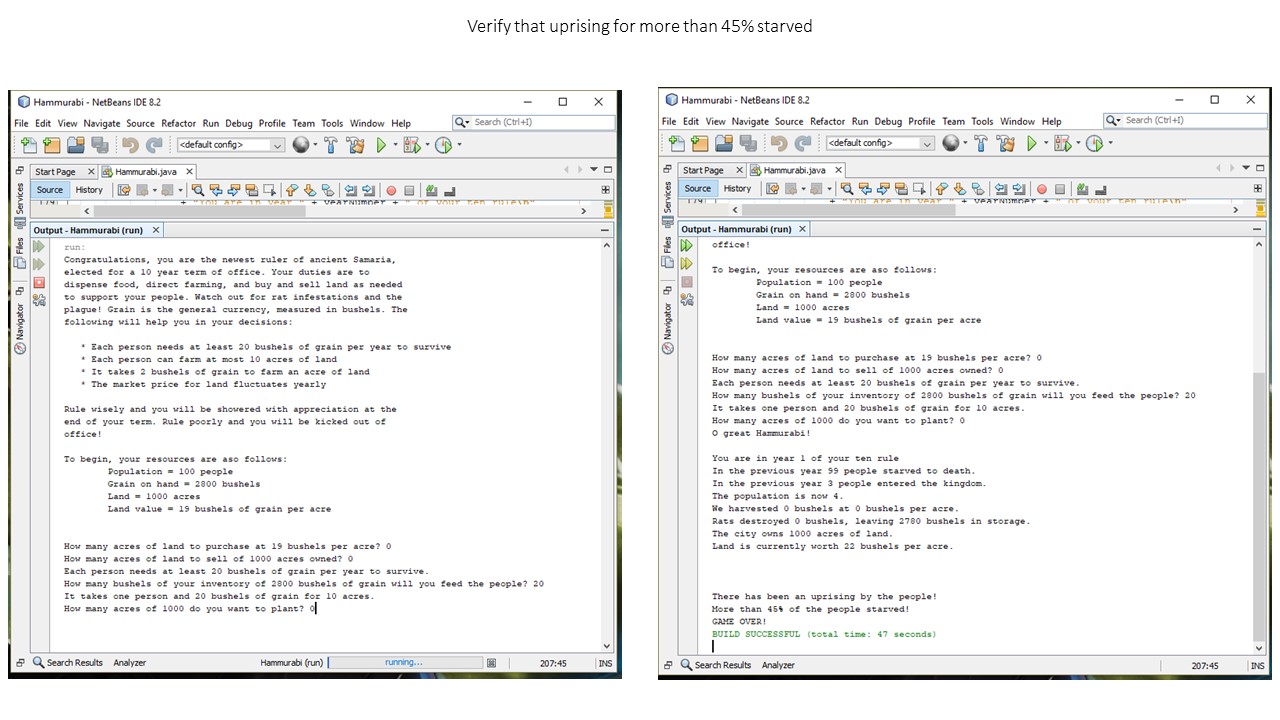 Verify that uprising for more than 45% starved
Hammurabi - NetBeans IDE 8.2
File Edit View Navigate Source Refactor Run Debug Profile Team Tools Window Help
Search (Ctrl+I)
<default config>
Start Page
Hammurabi.java
Source History
Services
Files
Navigator
+ "You are in year " + yearNumber + " of your ten rule\n"
Output - Hammurabi (run)
run:
Congratulations, you are the newest ruler of ancient Samaria,
elected for a 10 year term of office. Your duties are to
dispense food, direct farming, and buy and sell land as needed
to support your people. Watch out for rat infestations and the
plague! Grain is the general currency, measured in bushels. The
following will help you in your decisions:
* Each person needs at least 20 bushels of grain per year to survive
* Each person can farm at most 10 acres of land
* It takes 2 bushels of grain to farm an acre of land
* The market price for land fluctuates yearly
Rule wisely and you will be showered with appreciation at the
end of your term. Rule poorly and you will be kicked out of
office!
To begin, your resources are aso follows:
Population = 100 people
Grain on hand = 2800 bushels
Land = 1000 acres
Land value = 19 bushels of grain per acre
How many acres of land to purchase at 19 bushels per acre? 0
How many acres of land to sell of 1000 acres owned? 0
Each person needs at least 20 bushels of grain per year to survive.
How many bushels of your inventory of 2800 bushels of grain will you feed the people? 20
It takes one person and 20 bushels of grain for 10 acres.
How many acres of 1000 do you want to plant? 0
Search Results Analyzer Hammurabi (run) running... 207:45 INS
Hammurabi - NetBeans IDE 8.2
File Edit View Navigate Source Refactor Run Debug Profile Team Tools Window Help
Search (Ctrl+I)
<default config>
Start Page
Hammurabi.java
Source History
Services
Files
Navigator
+ "You are in year " + yearNumber + " of your ten rule\n"
Output - Hammurabi (run)
office!
To begin, your resources are aso follows:
Population = 100 people
Grain on hand = 2800 bushels
Land = 1000 acres
Land value = 19 bushels of grain per acre
How many acres of land to purchase at 19 bushels per acre? 0
How many acres of land to sell of 1000 acres owned? 0
Each person needs at least 20 bushels of grain per year to survive.
How many bushels of your inventory of 2800 bushels of grain will you feed the people? 20
It takes one person and 20 bushels of grain for 10 acres.
How many acres of 1000 do you want to plant? 0
O great Hammurabi!
You are in year 1 of your ten rule
In the previous year 99 people starved to death.
In the previous year 3 people entered the kingdom.
The population is now 4.
We harvested 0 bushels at 0 bushels per acre.
Rats destroyed 0 bushels, leaving 2780 bushels in storage.
The city owns 1000 acres of land.
Land is currently worth 22 bushels per acre.
There has been an uprising by the people!
More than 45% of the people starved!
GAME OVER!
BUILD SUCCESSFUL (total time: 47 seconds)
Search Results Analyzer 207:45 INS